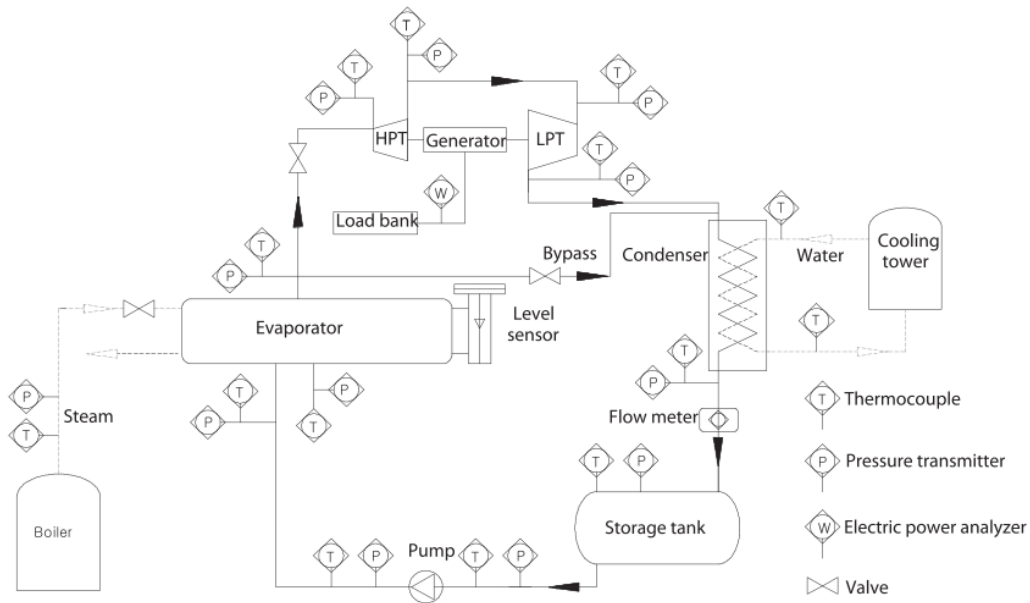 T
P
T
T
P
T
P
HPT
Generator
LPT
T
P
W
Load bank
T
P
Bypass
Condenser
T
Water
Cooling
tower
Evaporator
Level
sensor
T
T
P
P
T
P
T
P
Steam
T
Flow meter
T
Thermocouple
T
P
P
Pressure transmitter
Storage tank
Boiler
W
Electric power analyzer
Pump
T
P
T
P
Valve